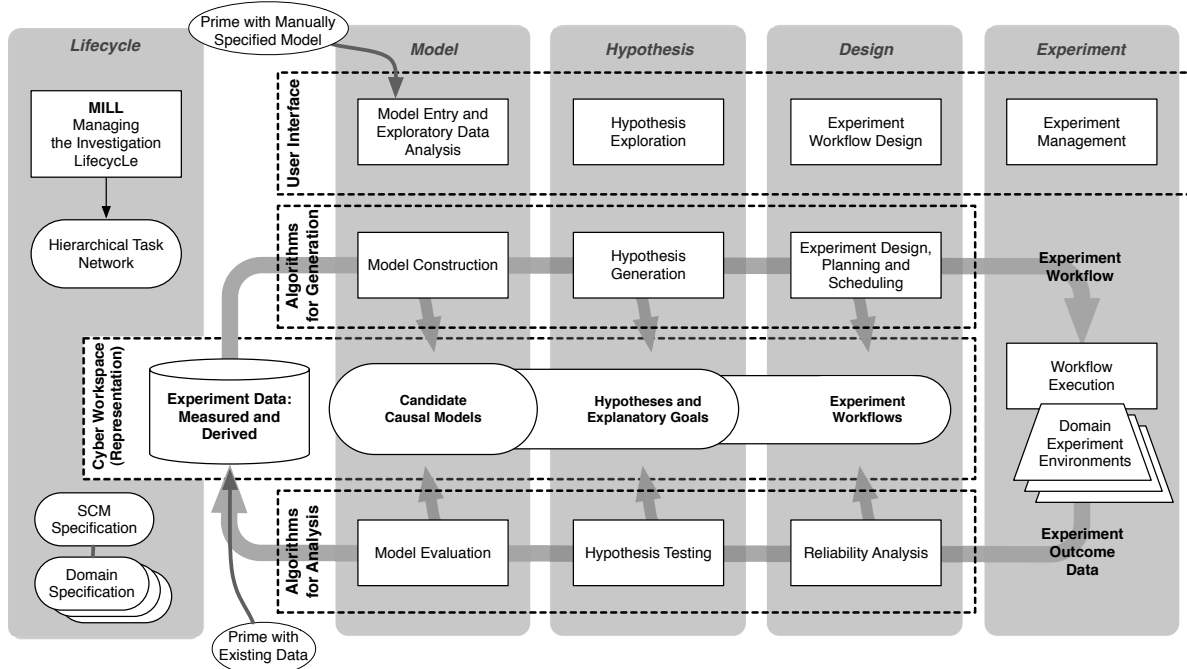 Prime with Manually
Specified Model
Lifecycle
Model
Hypothesis
Design
Experiment
User Interface
MILL
Managing
the Investigation
LifecycLe
Model Entry and
Exploratory Data
Analysis
Hypothesis
Exploration
Experiment
Workflow Design
Experiment
Management
Hierarchical Task
Network
Algorithms
for Generation
Model Construction
Hypothesis
Generation
Experiment Design,
Planning and
Scheduling
Experiment
Workflow
Cyber Workspace
(Representation)
Experiment Data:
Measured and
Derived
Candidate
Causal Models
Hypotheses and
Explanatory Goals
Experiment
Workflows
Workflow
Execution
Domain
Experiment
Environments
SCM
Specification
Domain
Specification
Algorithms
for Analysis
Model Evaluation
Hypothesis Testing
Reliability Analysis
Experiment
Outcome
Data
Prime with
Existing Data